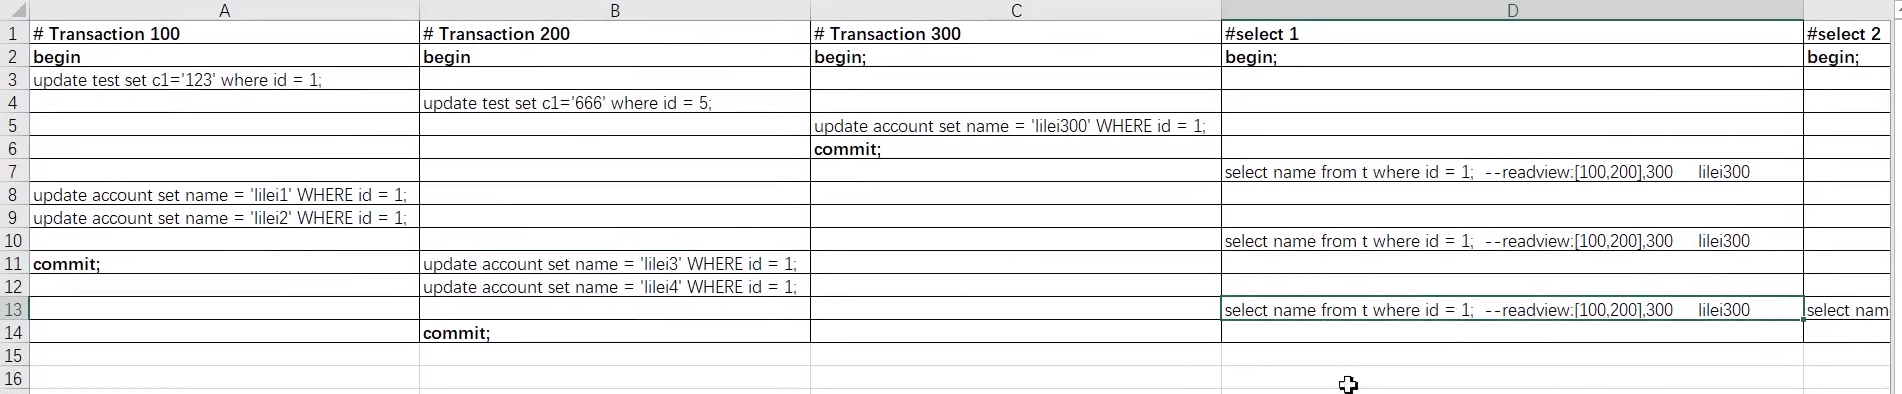 A B C D
1 # Transaction 100 # Transaction 200 # Transaction 300 #select 1 #select 2
2 begin begin begin; begin; begin;
3 update test set c1='123' where id = 1;
4 update test set c1='666' where id = 5;
5 update account set name = 'lilei300' WHERE id = 1;
6 commit;
7 select name from t where id = 1; --readview:[100,200],300 lilei300
8 update account set name = 'lilei1' WHERE id = 1;
9 update account set name = 'lilei2' WHERE id = 1;
10 select name from t where id = 1; --readview:[100,200],300 lilei300
11 commit; update account set name = 'lilei3' WHERE id = 1;
12 update account set name = 'lilei4' WHERE id = 1;
13 select name from t where id = 1; --readview:[100,200],300 lilei300 select nam
14 commit;
15
16